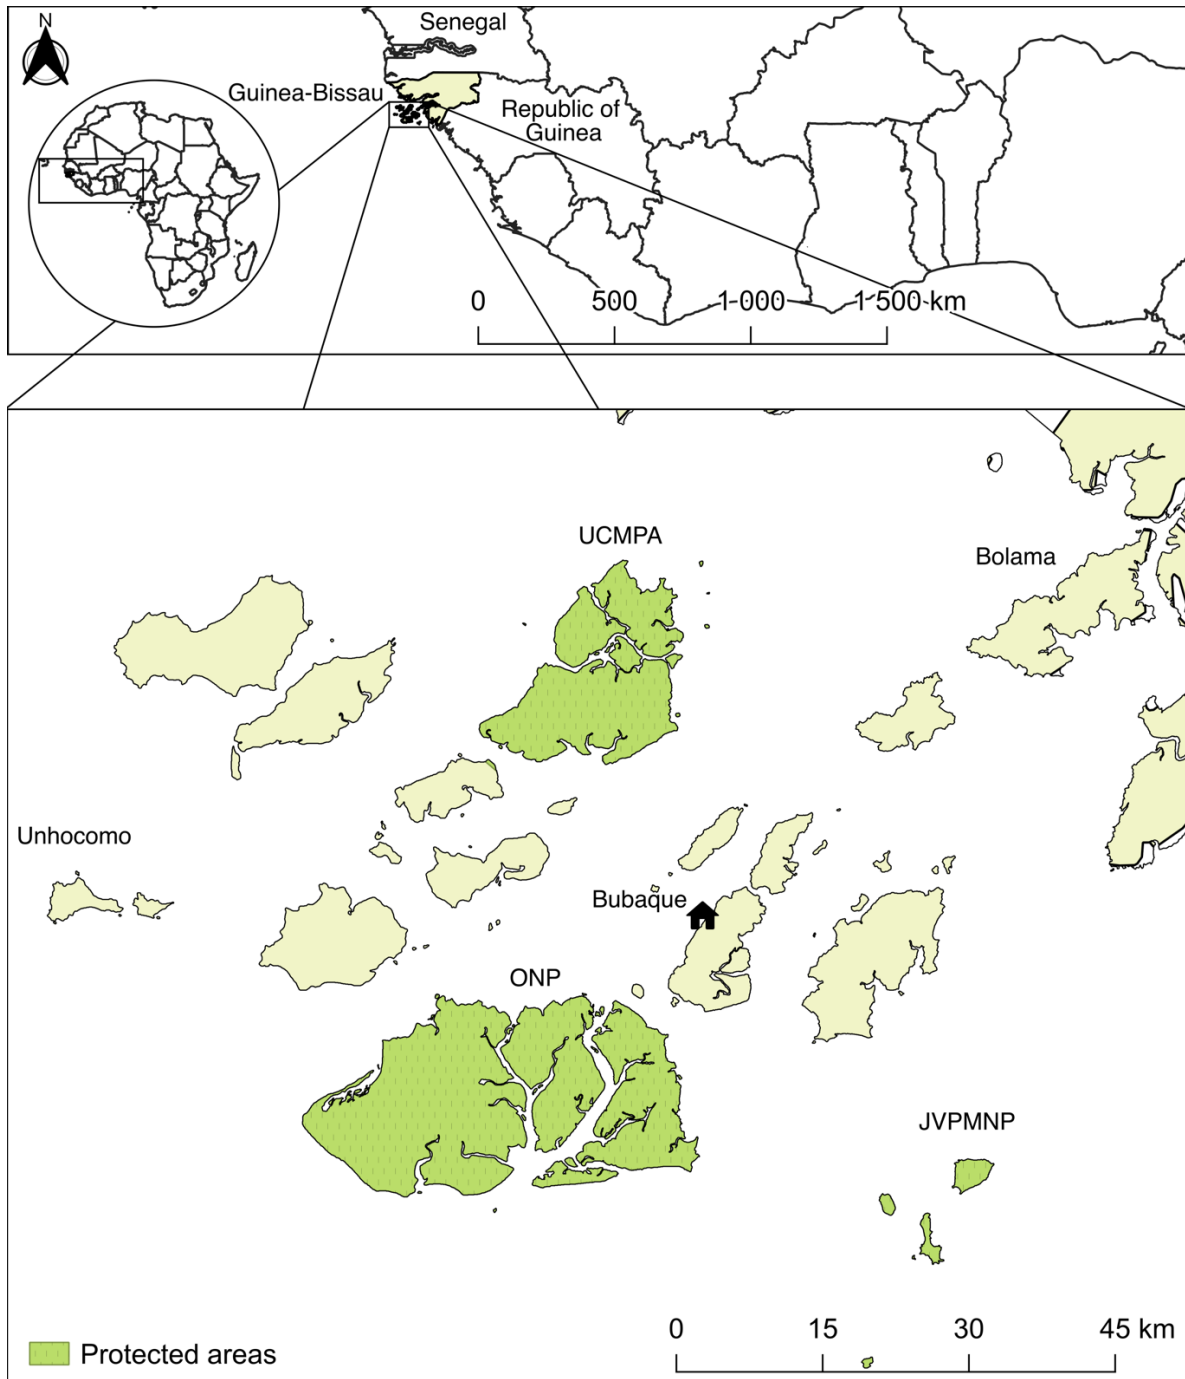 N
Senegal
Guinea-Bissau
Republic of
Guinea
0 500 1 000 1 500 km
UCMPA
Bolama
Unhocomo
Bubaque
ONP
JVPMNP
0 15 30 45 km
Protected areas